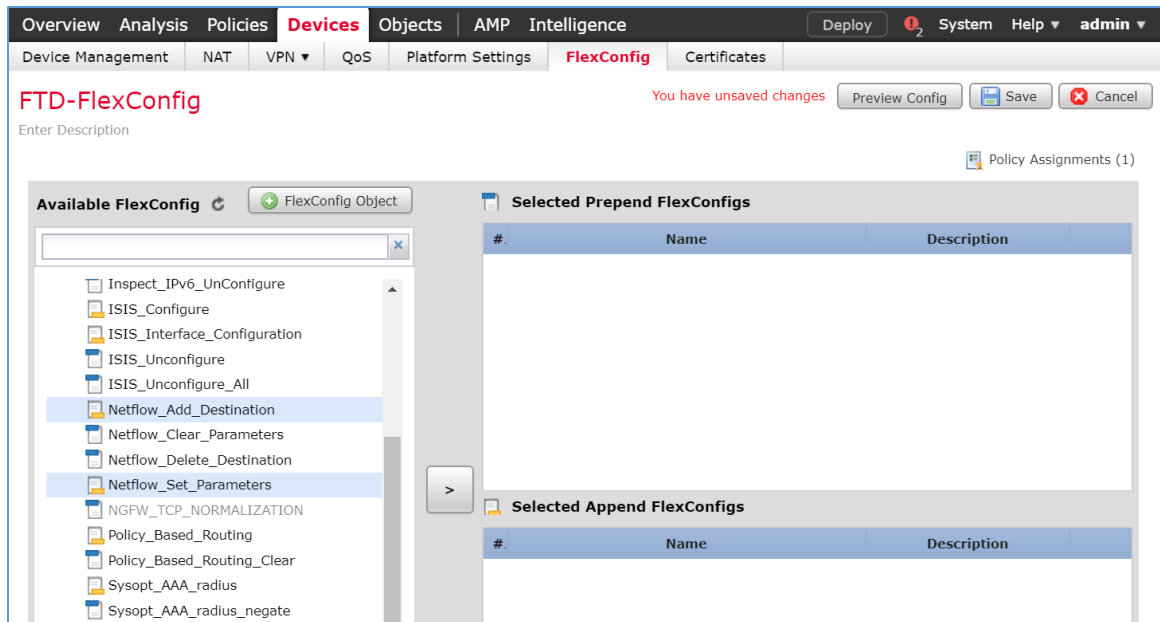 Overview Analysis Policies Devices Objects AMP Intelligence Deploy 2 System Help admin
Device Management NAT VPN QoS Platform Settings FlexConfig Certificates
FTD-FlexConfig
You have unsaved changes Preview Config Save Cancel
Enter Description
Policy Assignments (1)
Available FlexConfig FlexConfig Object
Selected Prepend FlexConfigs
#. Name Description
Inspect_IPv6_UnConfigure
ISIS_Configure
ISIS_Interface_Configuration
ISIS_Unconfigure
ISIS_Unconfigure_All
Netflow_Add_Destination
Netflow_Clear_Parameters
Netflow_Delete_Destination
Netflow_Set_Parameters
NGFW_TCP_NORMALIZATION
Policy_Based_Routing
Policy_Based_Routing_Clear
Sysopt_AAA_radius
Sysopt_AAA_radius_negate
>
Selected Append FlexConfigs
#. Name Description